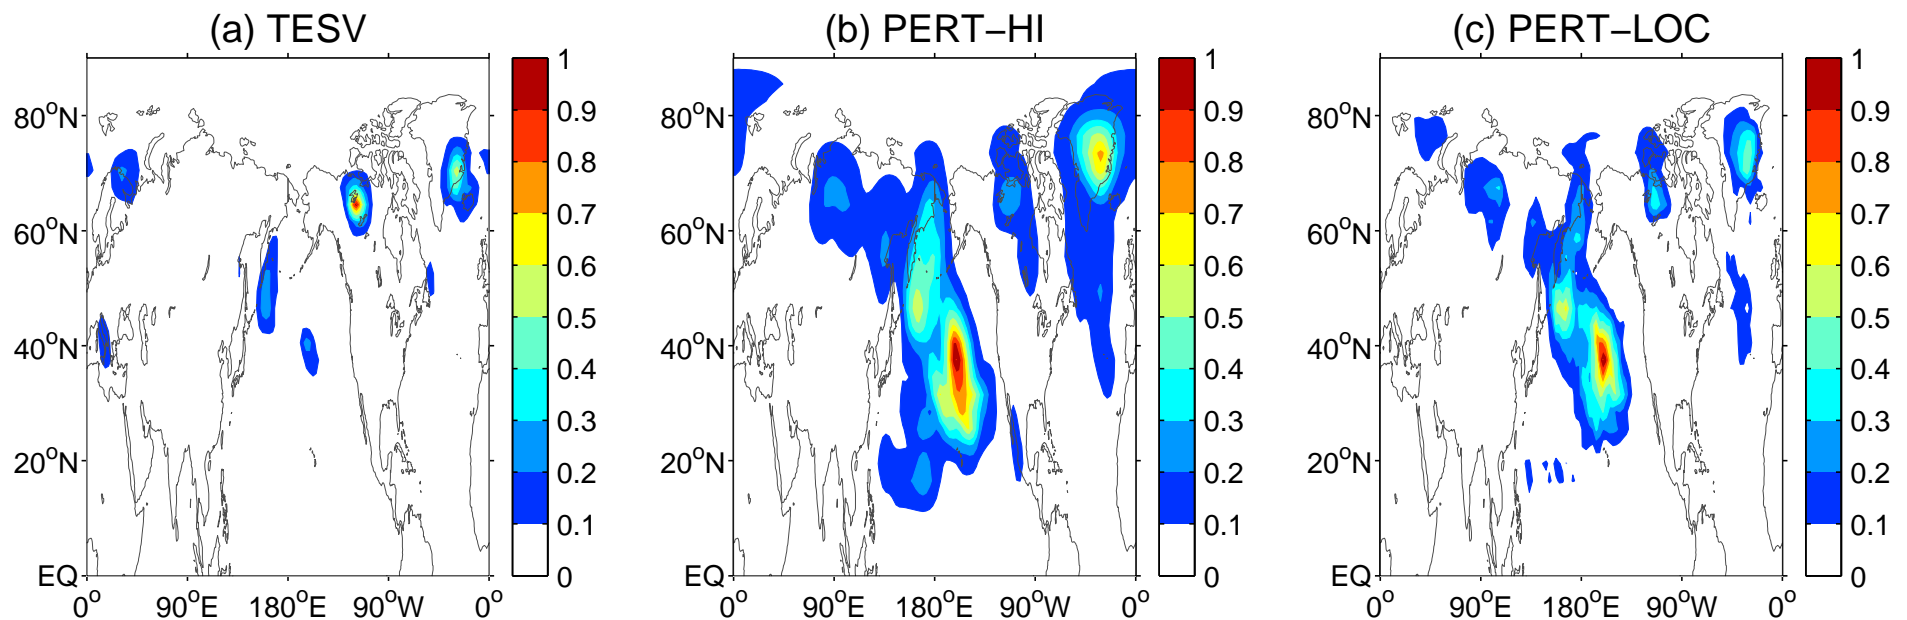 (a) TESV
80°N
60°N
40°N
20°N
EQ
0°
90°E
180°E
90°W
0°
1
0.9
0.8
0.7
0.6
0.5
0.4
0.3
0.2
0.1
0
(b) PERT−HI
80°N
60°N
40°N
20°N
EQ
0°
90°E
180°E
90°W
0°
1
0.9
0.8
0.7
0.6
0.5
0.4
0.3
0.2
0.1
0
(c) PERT−LOC
80°N
60°N
40°N
20°N
EQ
0°
90°E
180°E
90°W
0°
1
0.9
0.8
0.7
0.6
0.5
0.4
0.3
0.2
0.1
0